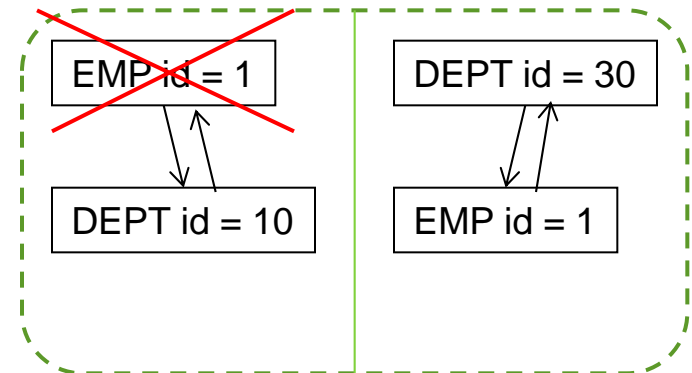 EMP id = 1
DEPT id = 10
DEPT id = 30
EMP id = 1